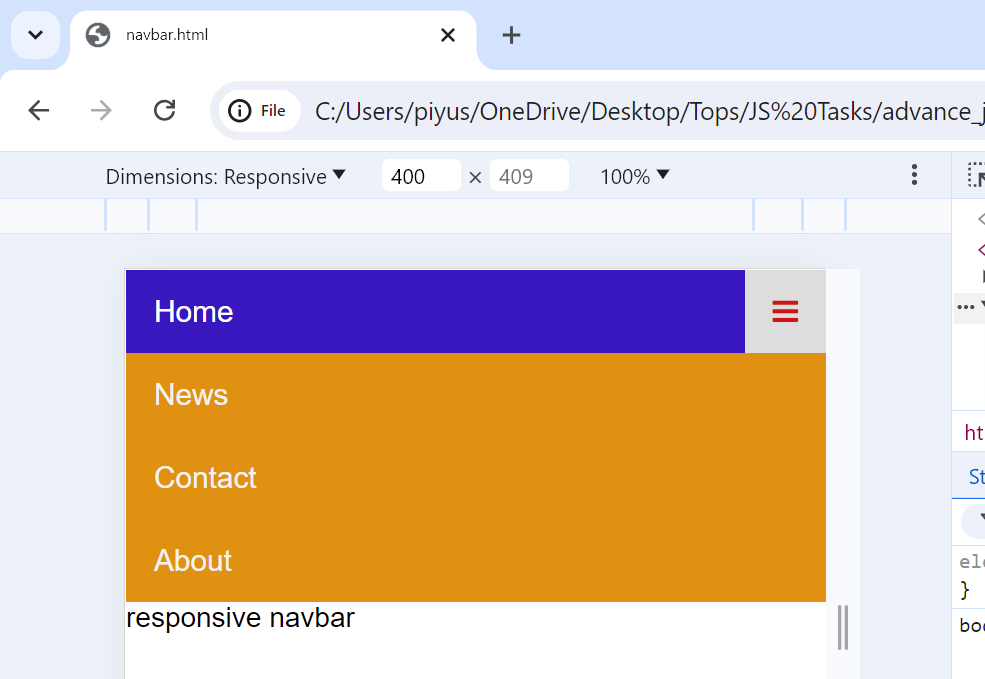 navbar.html
File
C:/Users/piyus/OneDrive/Desktop/Tops/JS%20Tasks/advance_j
Dimensions: Responsive
400 × 409
100%
Home
News
Contact
About
responsive navbar
ht
St
ele
}
boo